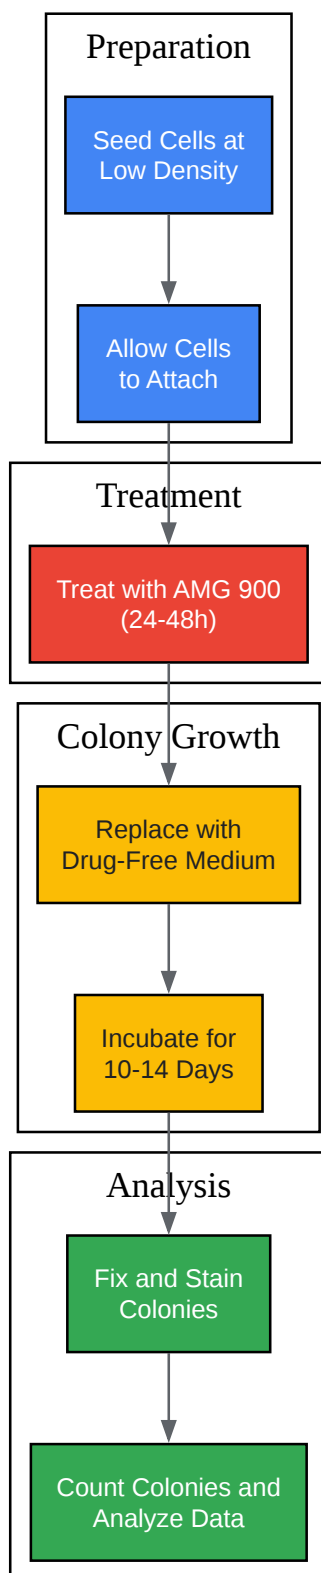 Preparation
Seed Cells at
Low Density
Allow Cells
to Attach
Treatment
Treat with AMG 900
(24-48h)
Colony Growth
Replace with
Drug-Free Medium
Incubate for
10-14 Days
Analysis
Fix and Stain
Colonies
Count Colonies and
Analyze Data